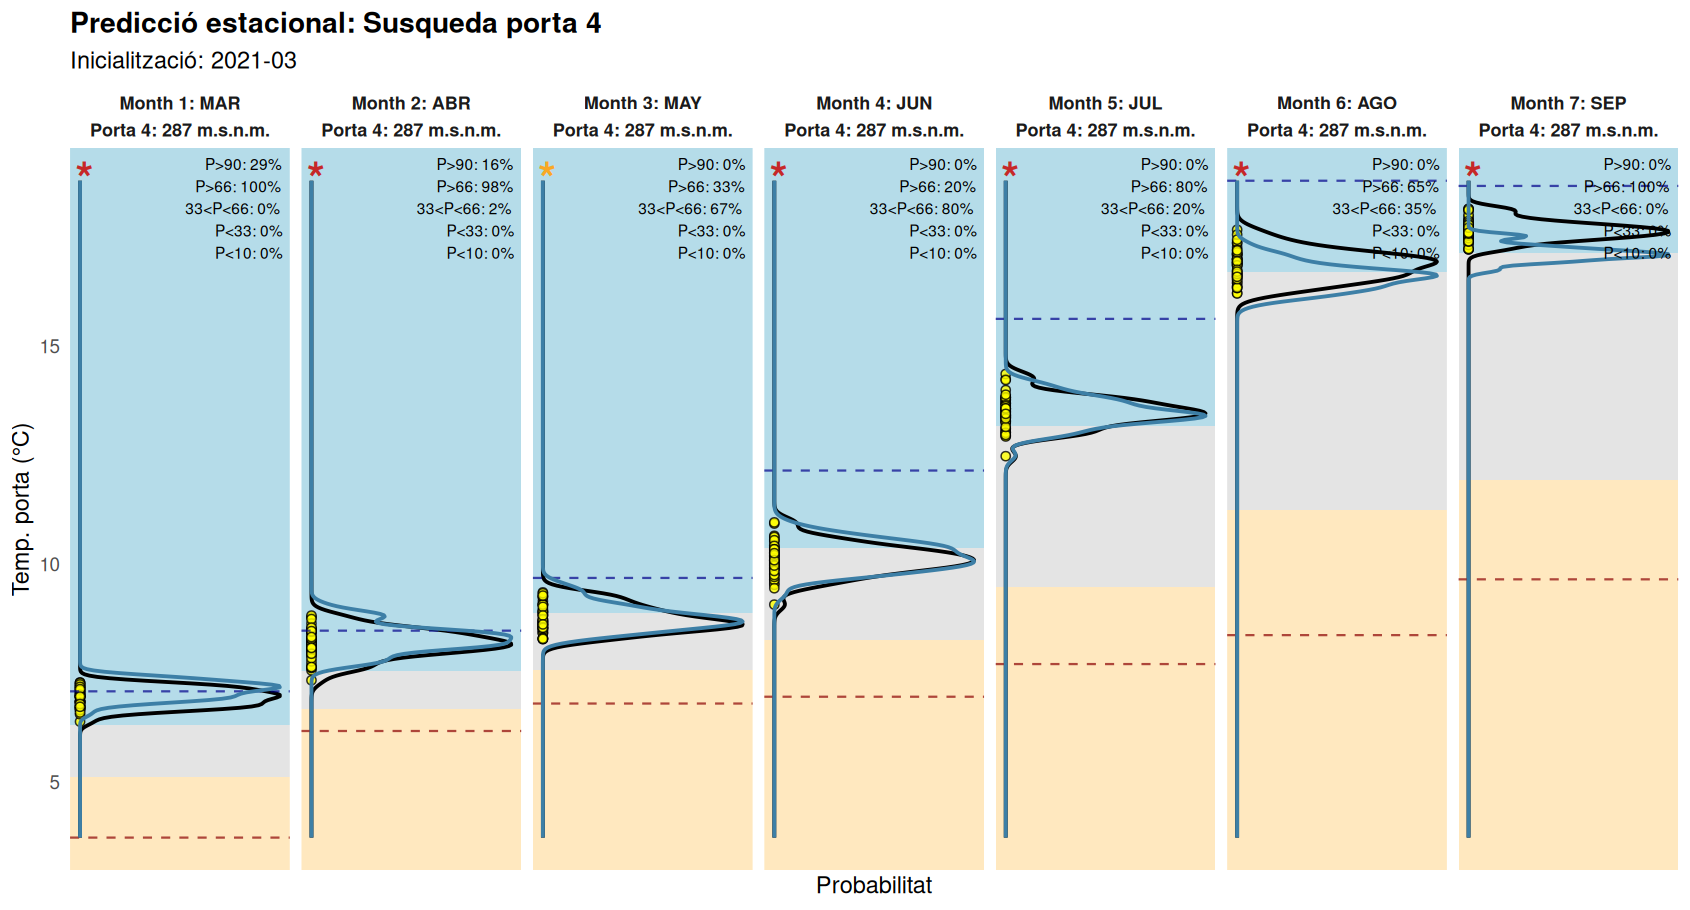 Predicció estacional: Susqueda porta 4
Inicialització: 2021-03
Month 1: MAR
Porta 4: 287 m.s.n.m.
Month 2: ABR
Porta 4: 287 m.s.n.m.
Month 3: MAY
Porta 4: 287 m.s.n.m.
Month 4: JUN
Porta 4: 287 m.s.n.m.
Month 5: JUL
Porta 4: 287 m.s.n.m.
Month 6: AGO
Porta 4: 287 m.s.n.m.
Month 7: SEP
Porta 4: 287 m.s.n.m.
*
P>90: 29%
P>66: 100%
33<P<66: 0%
P<33: 0%
P<10: 0%
*
P>90: 16%
P>66: 98%
33<P<66: 2%
P<33: 0%
P<10: 0%
*
P>90: 0%
P>66: 33%
33<P<66: 67%
P<33: 0%
P<10: 0%
*
P>90: 0%
P>66: 20%
33<P<66: 80%
P<33: 0%
P<10: 0%
*
P>90: 0%
P>66: 80%
33<P<66: 20%
P<33: 0%
P<10: 0%
*
P>90: 0%
P>66: 65%
33<P<66: 35%
P<33: 0%
P<10: 0%
*
P>90: 0%
P>66: 100%
33<P<66: 0%
P<33: 0%
P<10: 0%
15
10
5
Temp. porta (°C)
Probabilitat